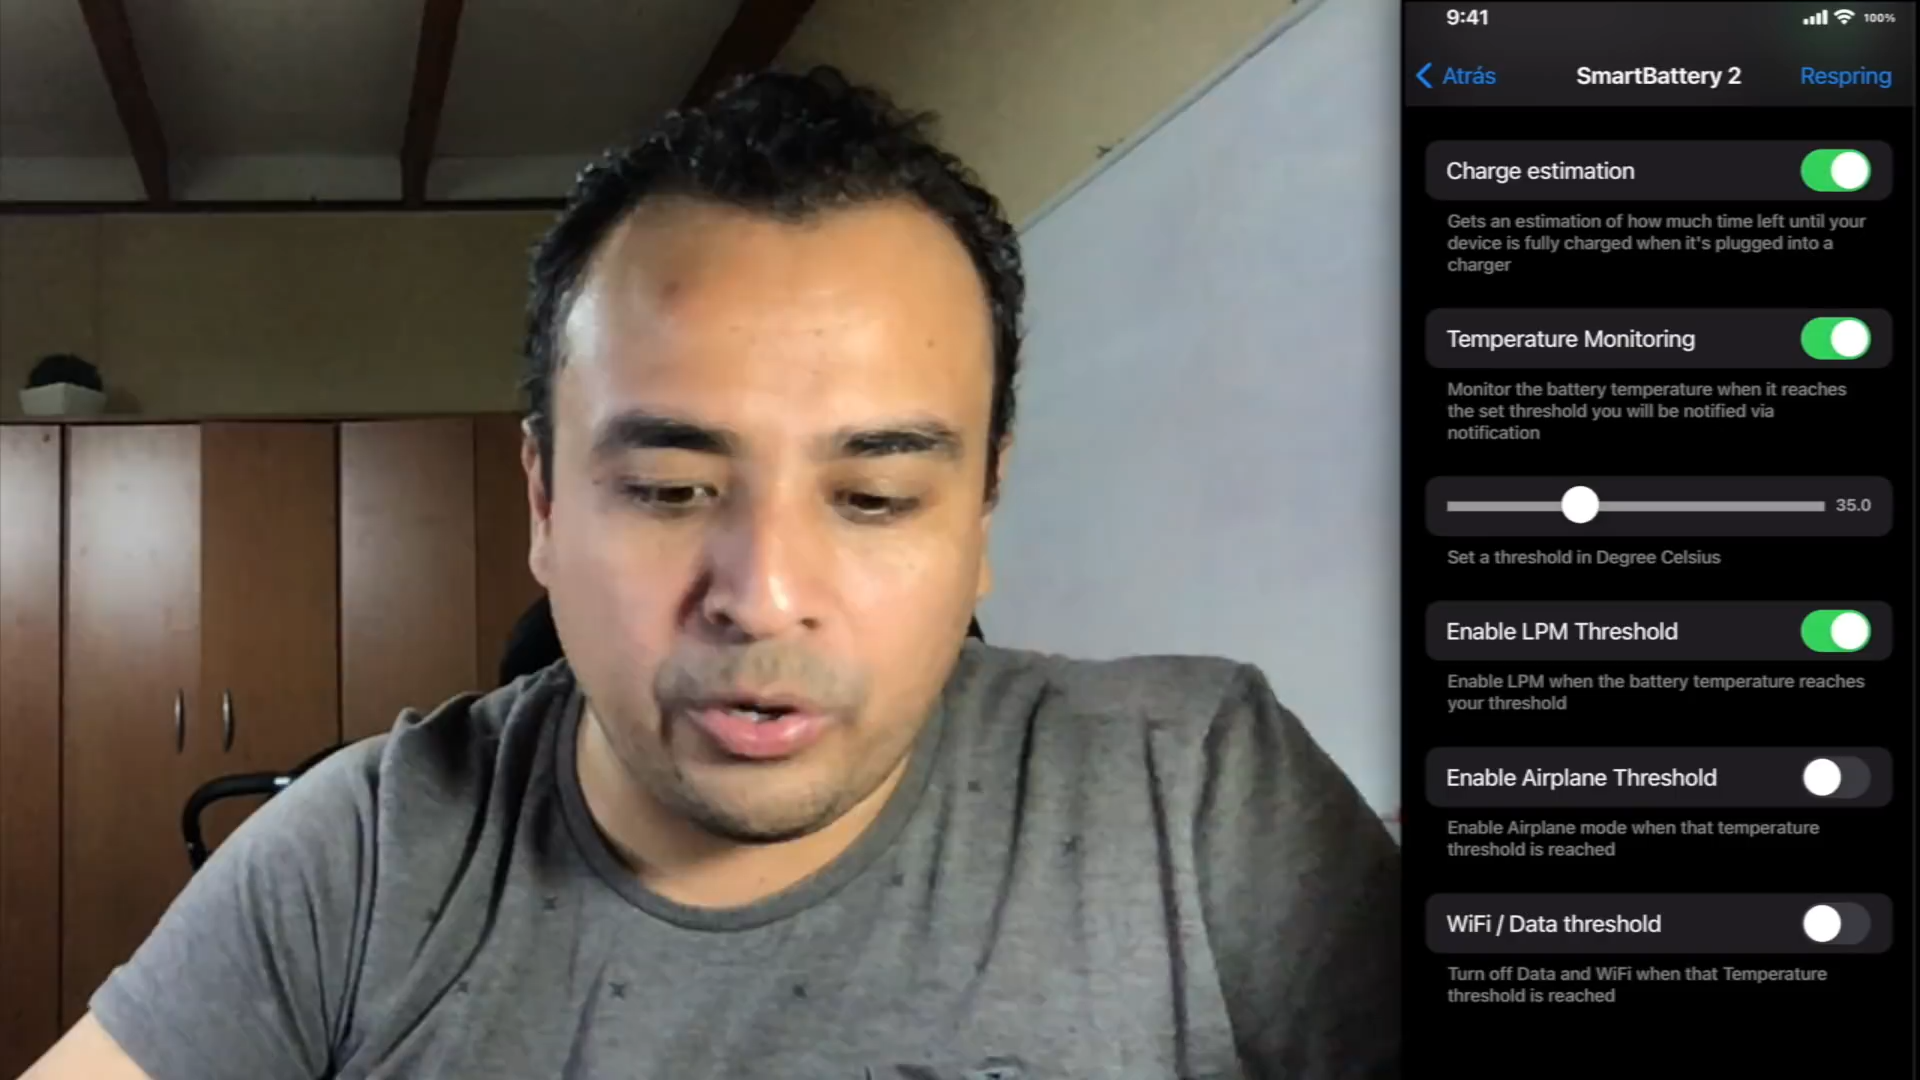 9:41
100%
Atrás
SmartBattery 2
Respring
Charge estimation
Gets an estimation of how much time left until your
device is fully charged when it's plugged into a
charger
Temperature Monitoring
Monitor the battery temperature when it reaches
the set threshold you will be notified via
notification
35.0
Set a threshold in Degree Celsius
Enable LPM Threshold
Enable LPM when the battery temperature reaches
your threshold
Enable Airplane Threshold
Enable Airplane mode when that temperature
threshold is reached
WiFi / Data threshold
Turn off Data and WiFi when that Temperature
threshold is reached